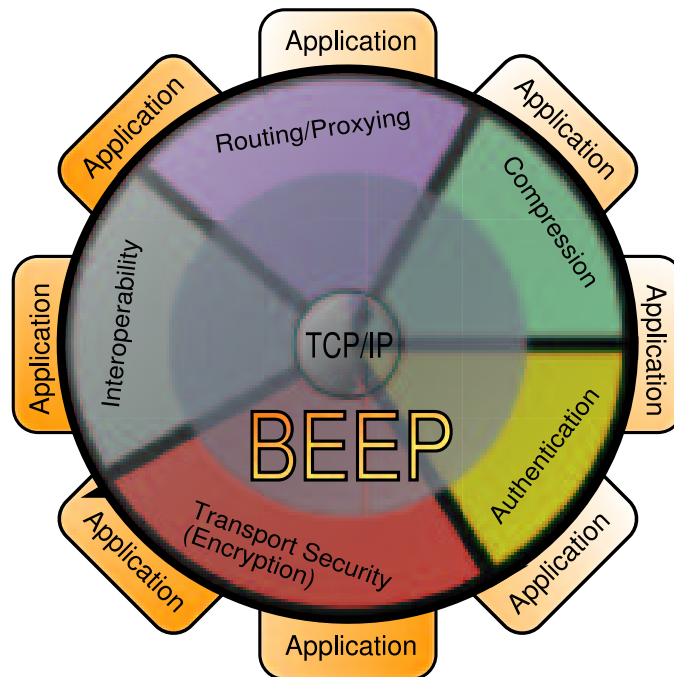 Application
Application
Application
Routing/Proxying
Compression
Interoperability
TCP/IP
Application
Application
BEEP
Authentication
Transport Security
(Encryption)
Application
Application
Application